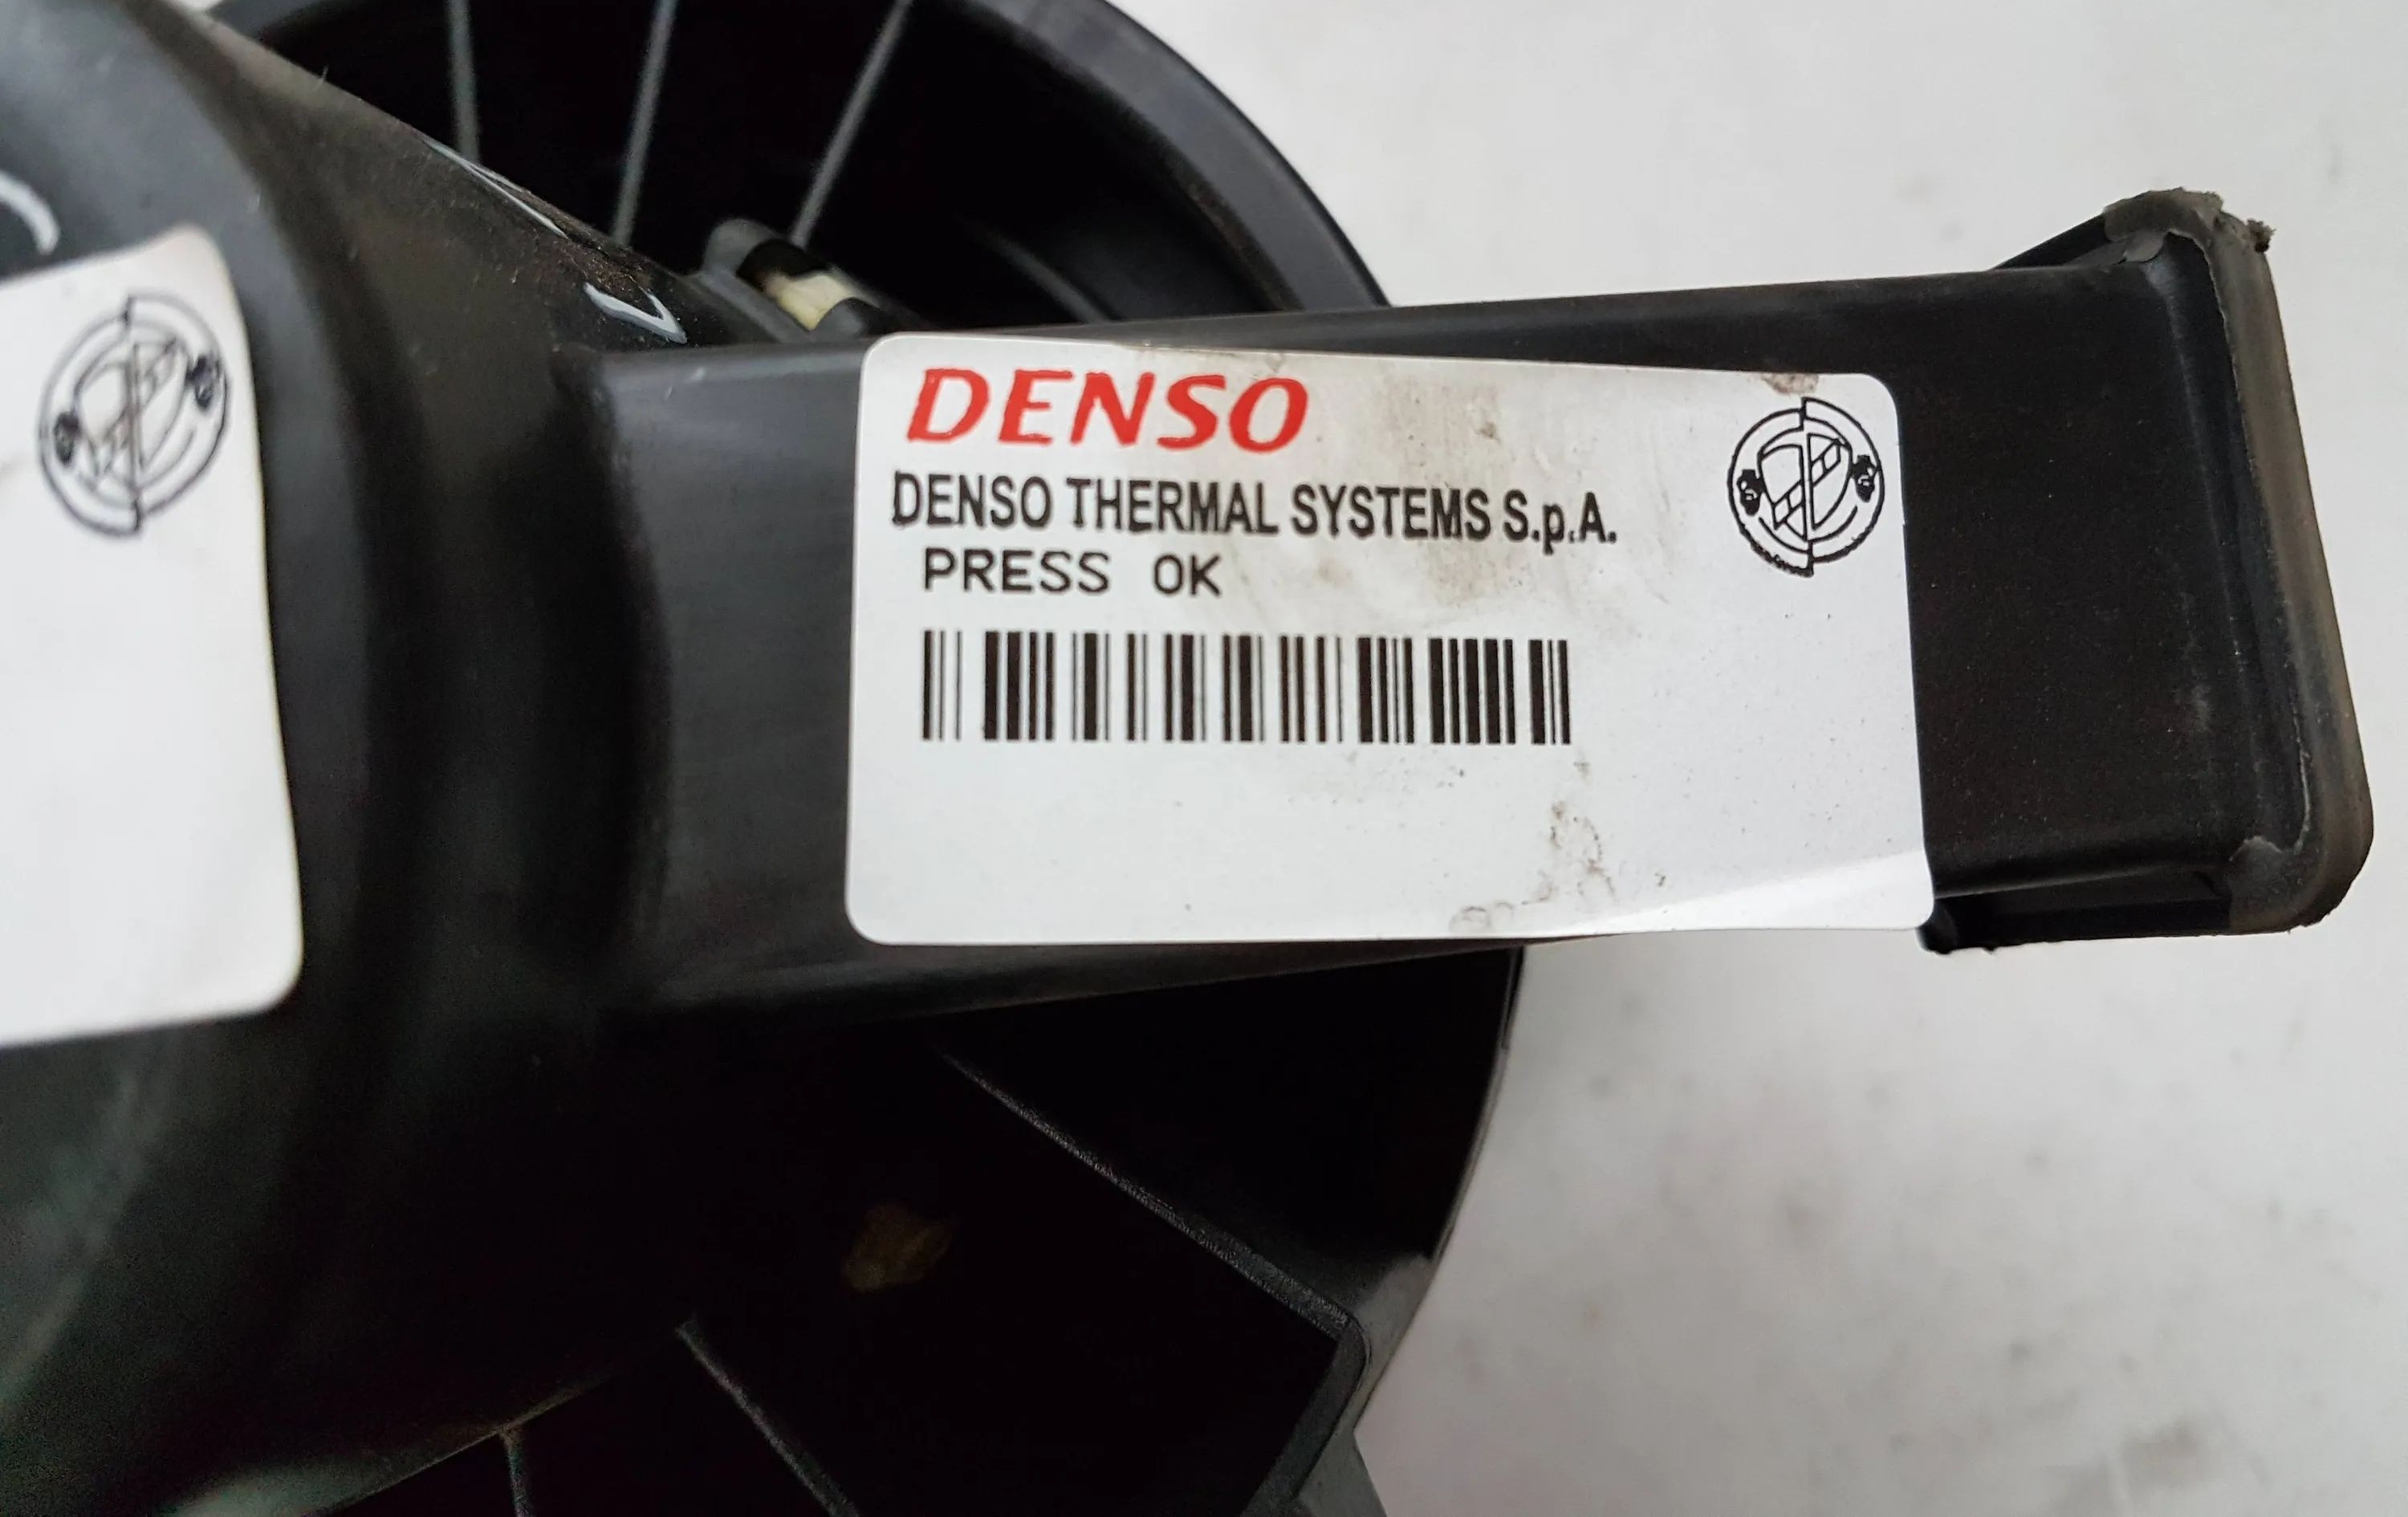 DENSO
DENSO THERMAL SYSTEMS S.p.A.
PRESS OK